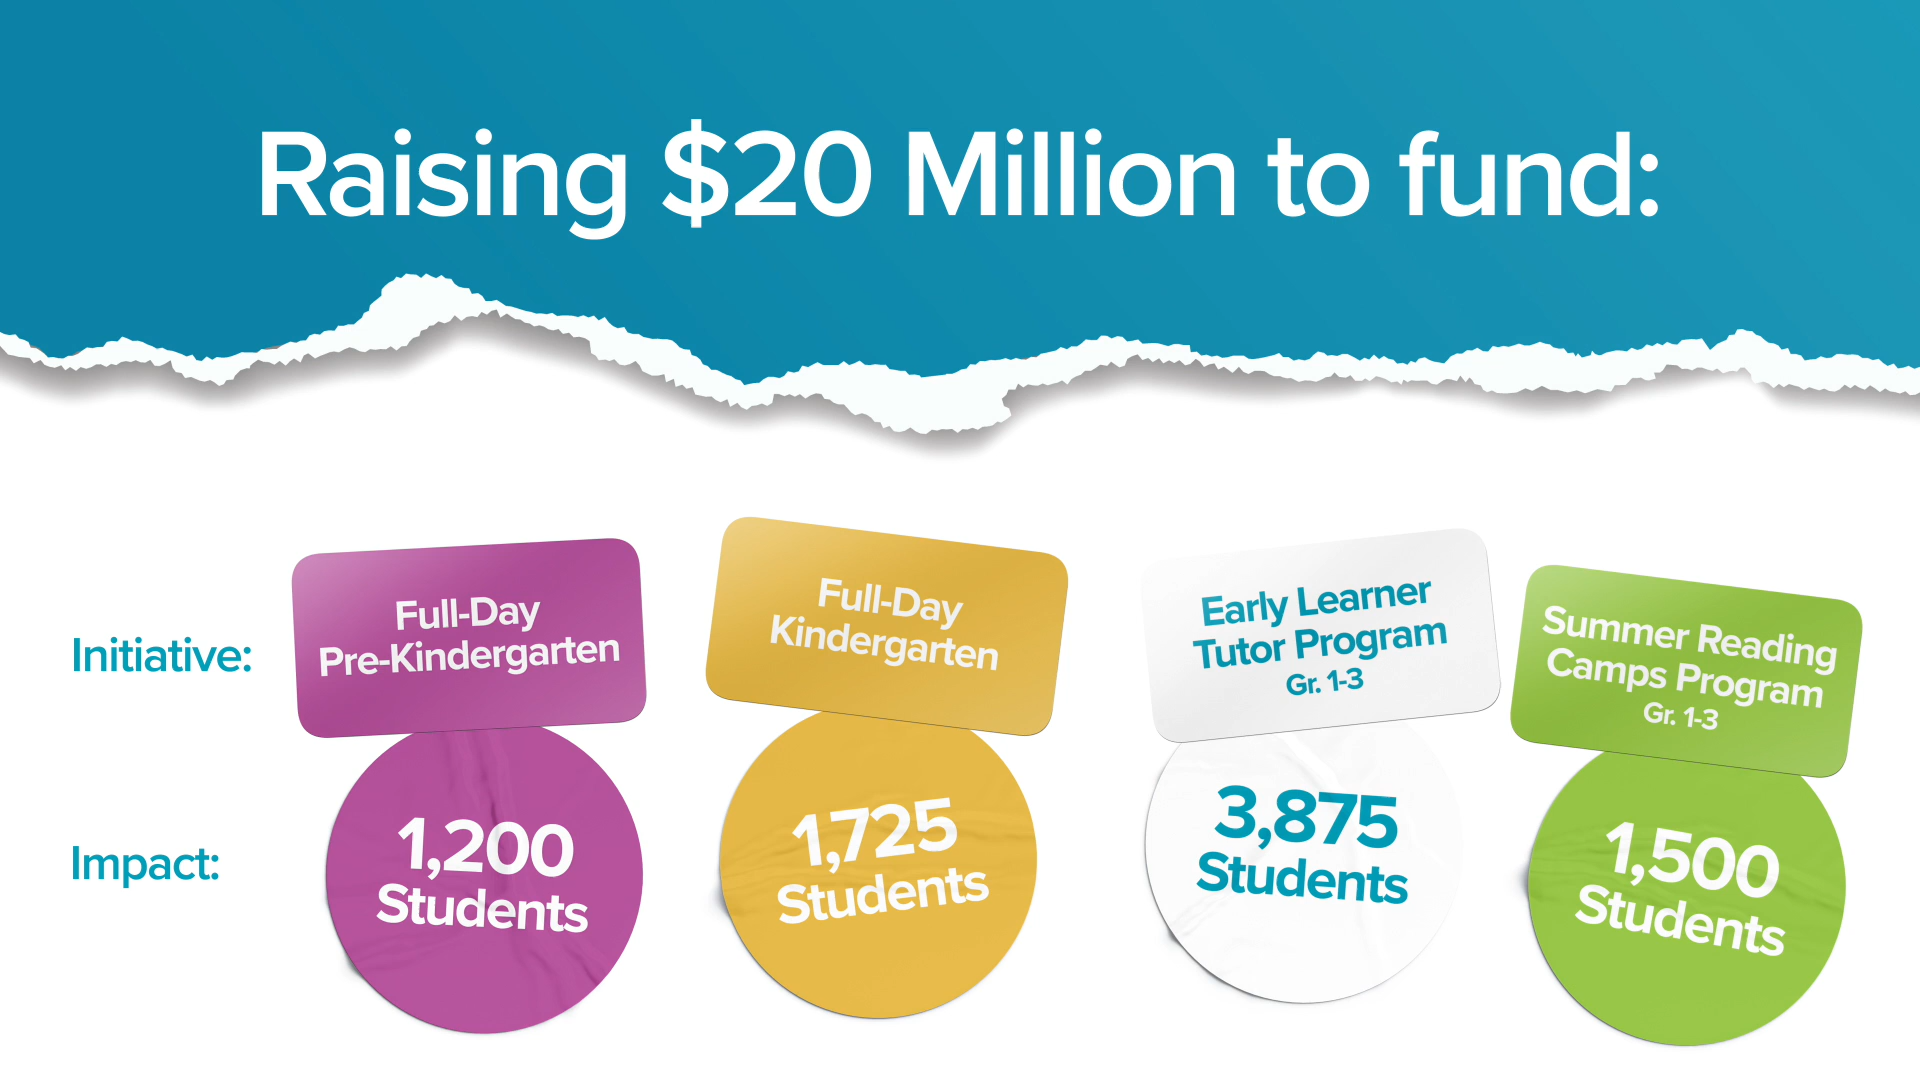 Raising $20 Million to fund:
Initiative:
Full-Day
Pre-Kindergarten
Full-Day
Kindergarten
Early Learner
Tutor Program
Gr. 1-3
Summer Reading
Camps Program
Gr. 1-3
Impact:
1,200
Students
1,725
Students
3,875
Students
1,500
Students